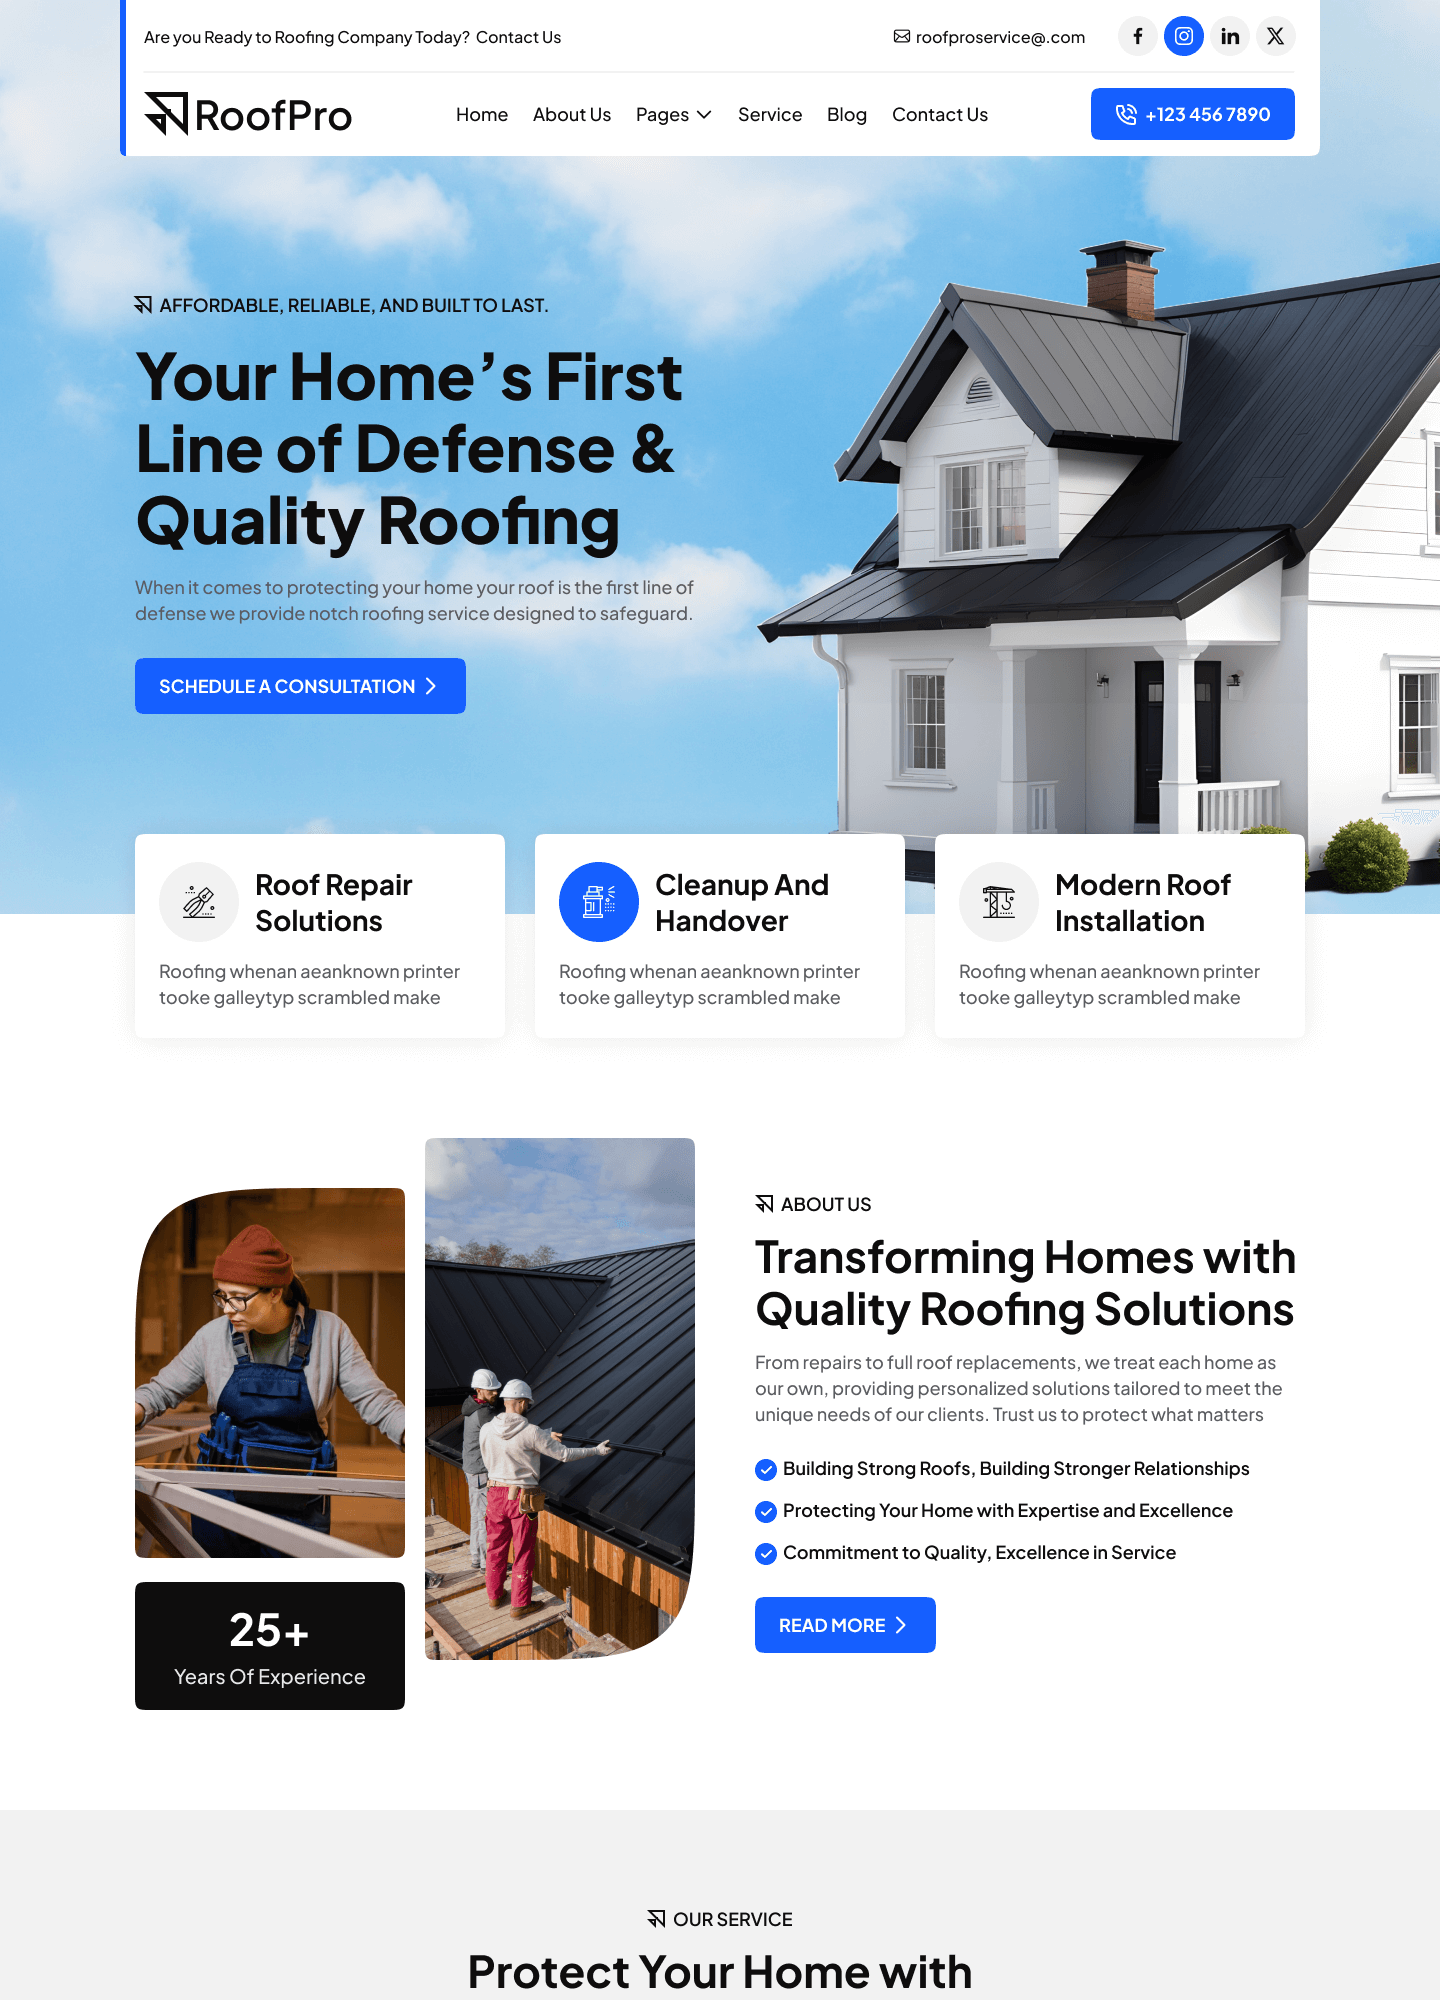 Are you Ready to Roofing Company Today? Contact Us
roofproservice@.com
RoofPro
Home
About Us
Pages
Service
Blog
Contact Us
+123 456 7890
AFFORDABLE, RELIABLE, AND BUILT TO LAST.
Your Home’s First
Line of Defense &
Quality Roofing
When it comes to protecting your home your roof is the first line of
defense we provide notch roofing service designed to safeguard.
SCHEDULE A CONSULTATION
Roof Repair
Solutions
Roofing whenan aeanknown printer
tooke galleytyp scrambled make
Cleanup And
Handover
Roofing whenan aeanknown printer
tooke galleytyp scrambled make
Modern Roof
Installation
Roofing whenan aeanknown printer
tooke galleytyp scrambled make
25+
Years Of Experience
ABOUT US
Transforming Homes with
Quality Roofing Solutions
From repairs to full roof replacements, we treat each home as
our own, providing personalized solutions tailored to meet the
unique needs of our clients. Trust us to protect what matters
Building Strong Roofs, Building Stronger Relationships
Protecting Your Home with Expertise and Excellence
Commitment to Quality, Excellence in Service
READ MORE
OUR SERVICE
Protect Your Home with